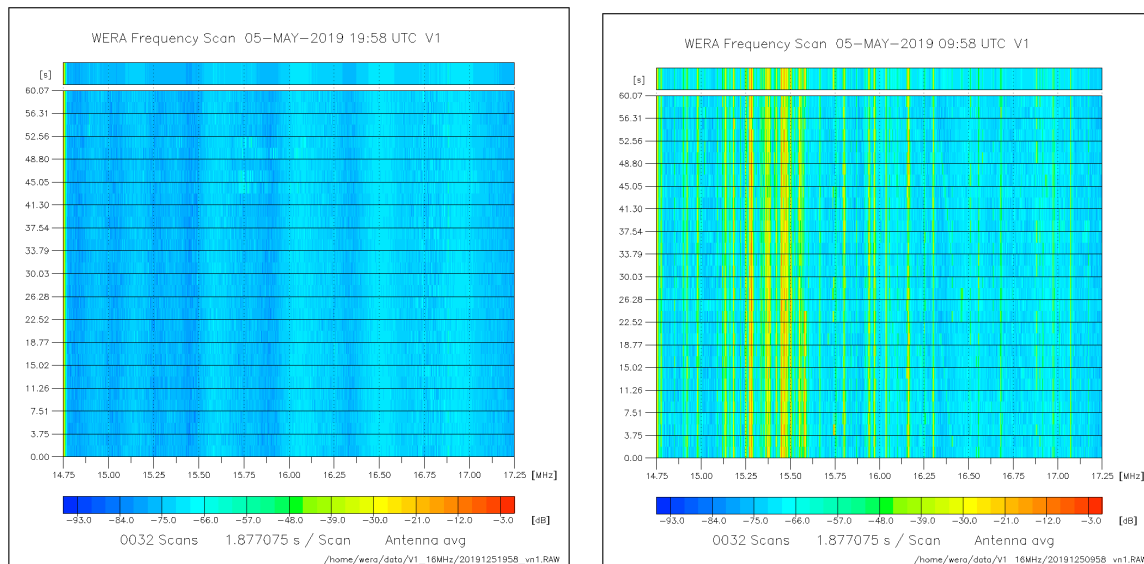 WERA Frequency Scan 05-MAY-2019 19:58 UTC V1
[s]
60.07
56.31
52.56
48.80
45.05
41.30
37.54
33.79
30.03
26.28
22.52
18.77
15.02
11.26
7.51
3.75
0.00
14.75 15.00 15.25 15.50 15.75 16.00 16.25 16.50 16.75 17.00 17.25 [MHz]
-93.0 -84.0 -75.0 -66.0 -57.0 -48.0 -39.0 -30.0 -21.0 -12.0 -3.0 [dB]
0032 Scans 1.877075 s / Scan Antenna avg
/home/wera/data/V1_16MHz/20191251958_vn1.RAW
WERA Frequency Scan 05-MAY-2019 09:58 UTC V1
[s]
60.07
56.31
52.56
48.80
45.05
41.30
37.54
33.79
30.03
26.28
22.52
18.77
15.02
11.26
7.51
3.75
0.00
14.75 15.00 15.25 15.50 15.75 16.00 16.25 16.50 16.75 17.00 17.25 [MHz]
-93.0 -84.0 -75.0 -66.0 -57.0 -48.0 -39.0 -30.0 -21.0 -12.0 -3.0 [dB]
0032 Scans 1.877075 s / Scan Antenna avg
/home/wera/data/V1_16MHz/20191250958_vn1.RAW